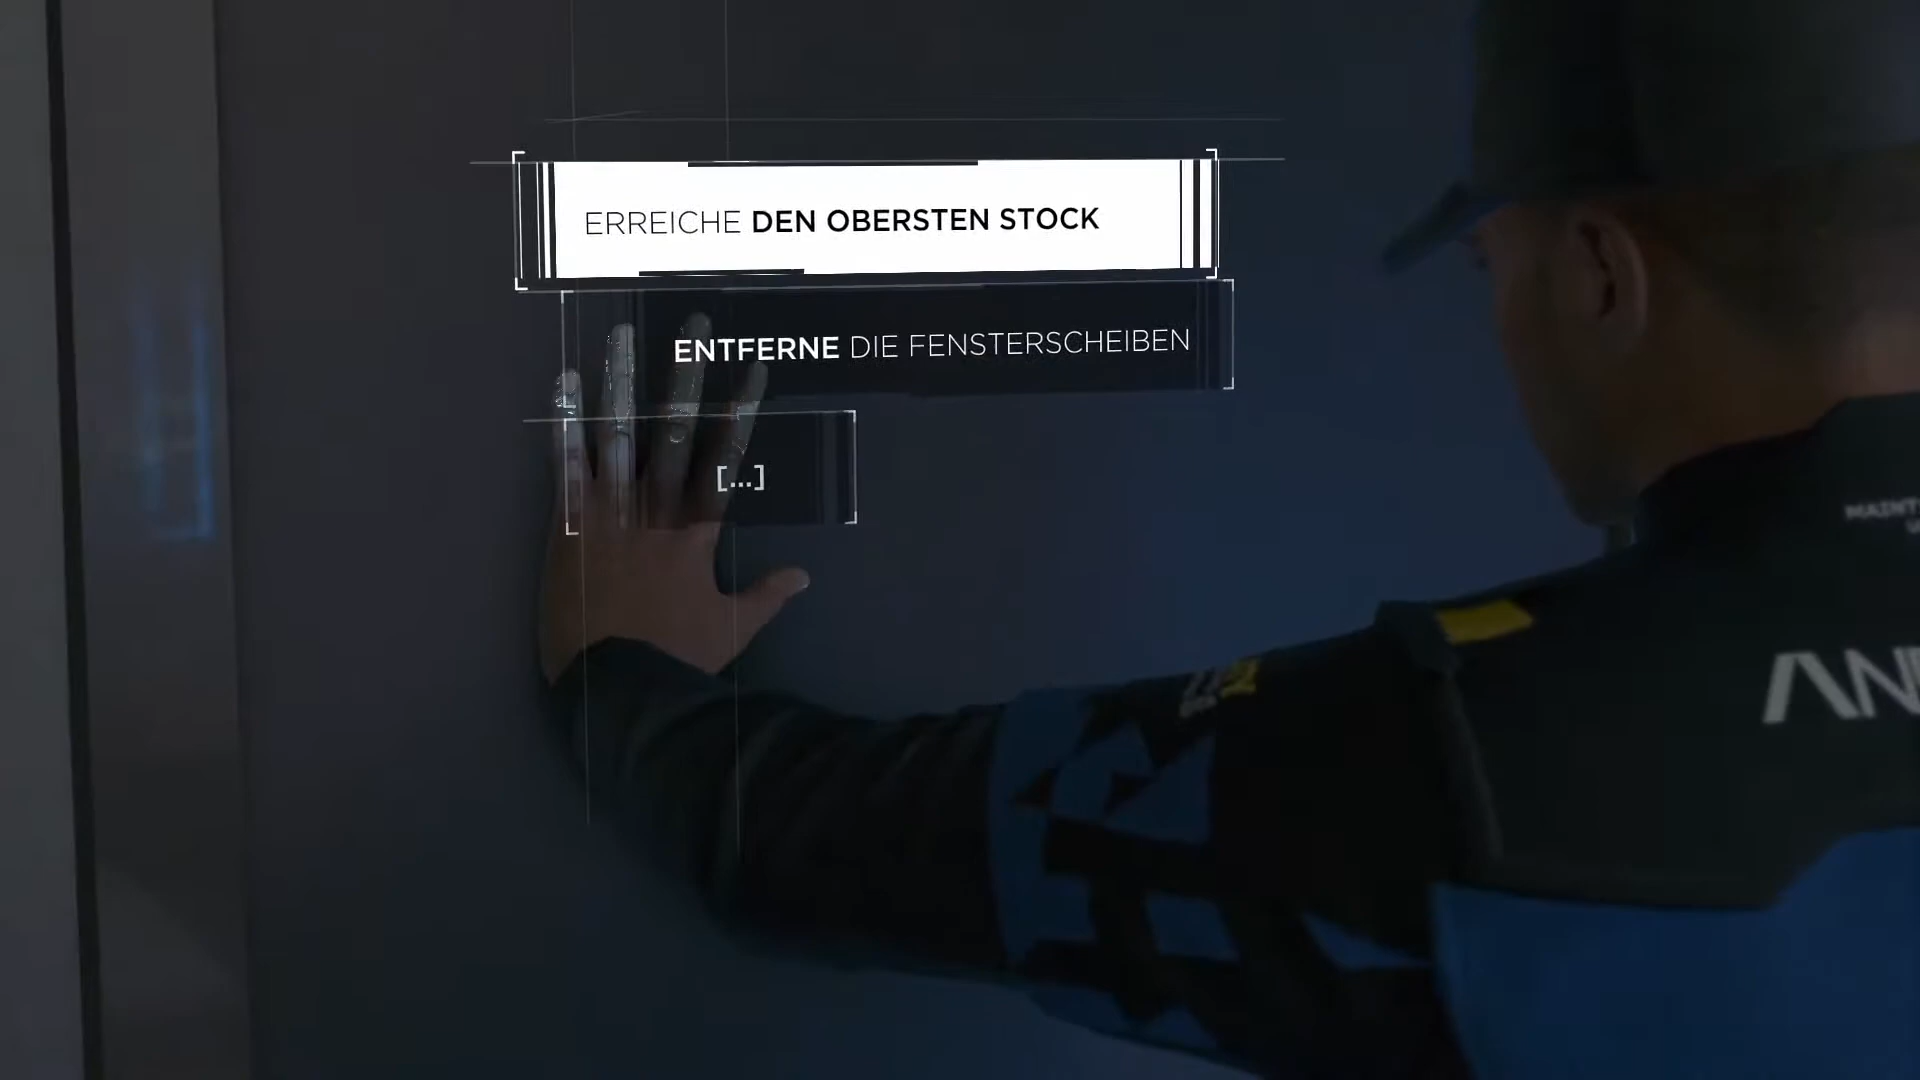 ERREICHE DEN OBERSTEN STOCK
ENTFERNE DIE FENSTERSCHEIBEN
[...]